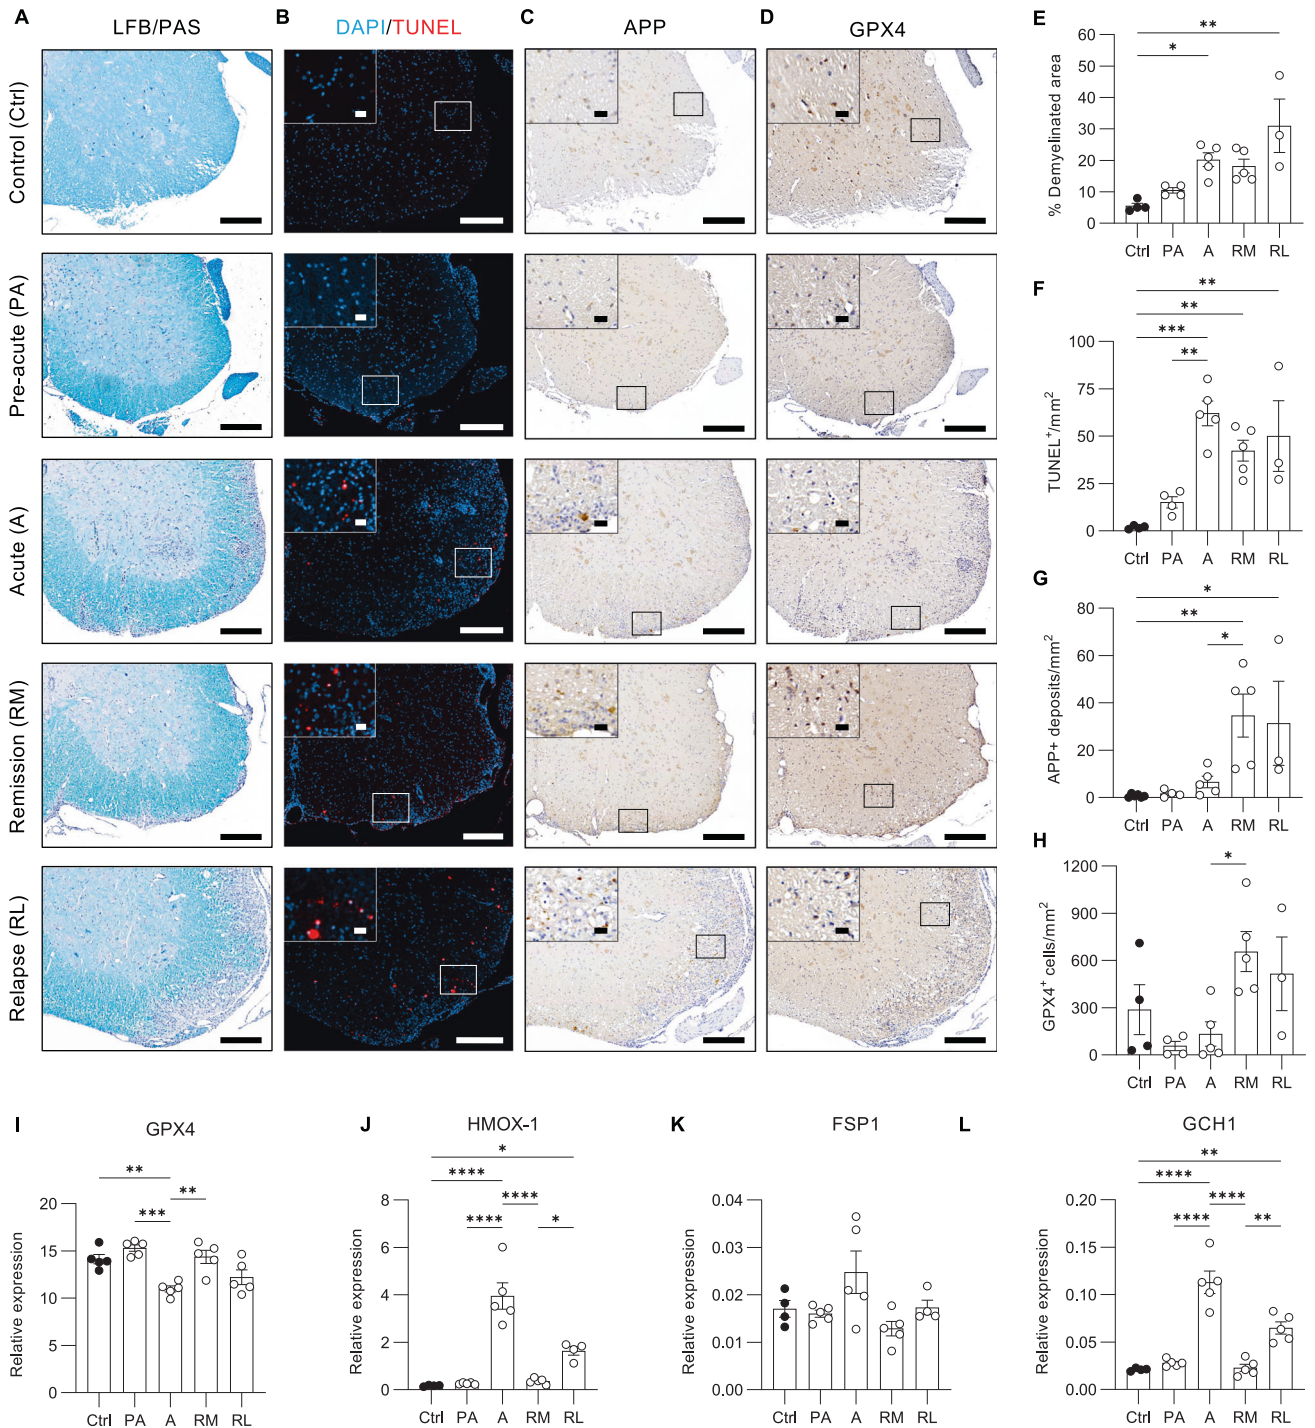 A
LFB/PAS
B
DAPI/TUNEL
C
APP
D
GPX4
Control (Ctrl)
Pre-acute (PA)
Acute (A)
Remission (RM)
Relapse (RL)
E
**
*
% Demyelinated area
60
50
40
30
20
10
0
Ctrl PA A RM RL
F
**
**
***
**
TUNEL+/mm2
100
75
50
25
0
Ctrl PA A RM RL
G
*
**
*
APP+ deposits/mm2
80
60
40
20
0
Ctrl PA A RM RL
H
*
GPX4+ cells/mm2
1200
900
600
300
0
Ctrl PA A RM RL
I
GPX4
**
**
***
Relative expression
20
15
10
5
0
Ctrl PA A RM RL
J
HMOX-1
*
****
****
****
*
Relative expression
8
6
4
2
0
Ctrl PA A RM RL
K
FSP1
Relative expression
0.04
0.03
0.02
0.01
0.00
Ctrl PA A RM RL
L
GCH1
**
****
****
****
**
Relative expression
0.20
0.15
0.10
0.05
0.00
Ctrl PA A RM RL